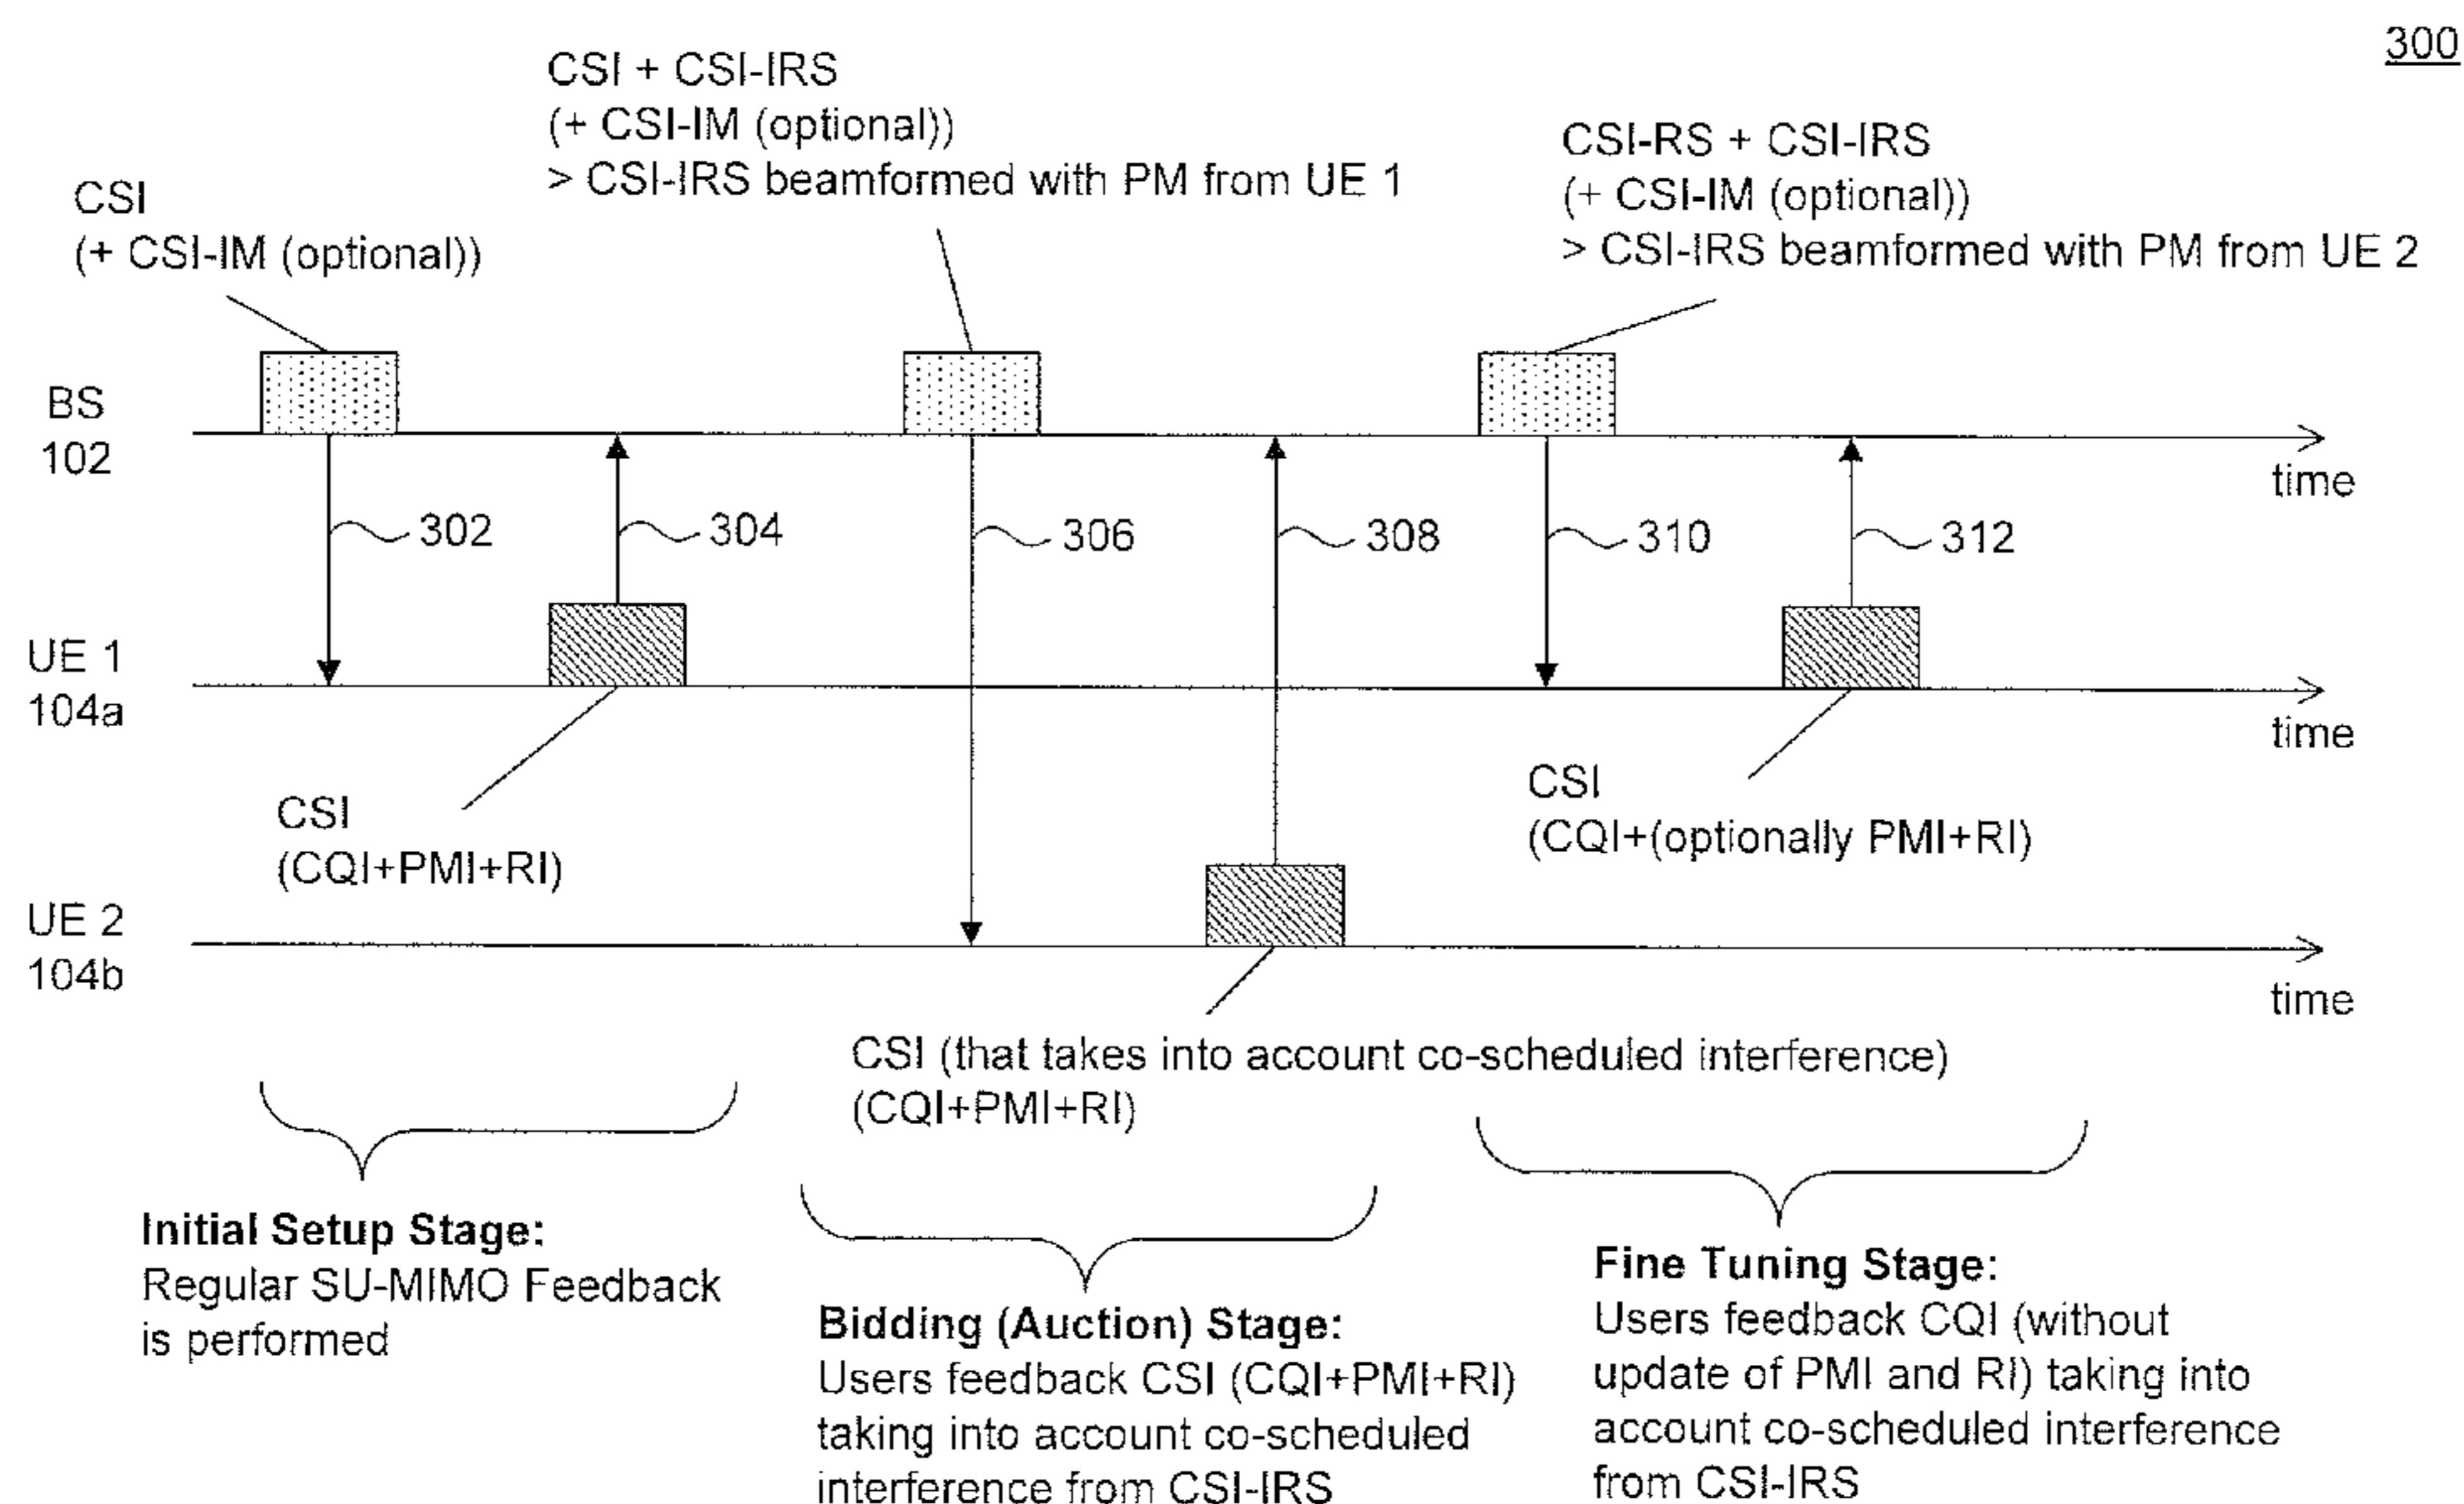 300
CSI + CSI-IRS
(+ CSI-IM (optional))
> CSI-IRS beamformed with PM from UE 1
CSI-RS + CSI-IRS
(+ CSI-IM (optional))
> CSI-IRS beamformed with PM from UE 2
CSI
(+ CSI-IM (optional))
BS
102
time
302
304
306
308
310
312
UE 1
104a
time
CSI
(CQI+PMI+RI)
CSI
(CQI+(optionally PMI+RI)
UE 2
104b
time
CSI (that takes into account co-scheduled interference)
(CQI+PMI+RI)
Initial Setup Stage:
Regular SU-MIMO Feedback
is performed
Bidding (Auction) Stage:
Users feedback CSI (CQI+PMI+RI)
taking into account co-scheduled
interference from CSI-IRS
Fine Tuning Stage:
Users feedback CQI (without
update of PMI and RI) taking into
account co-scheduled interference
from CSI-IRS